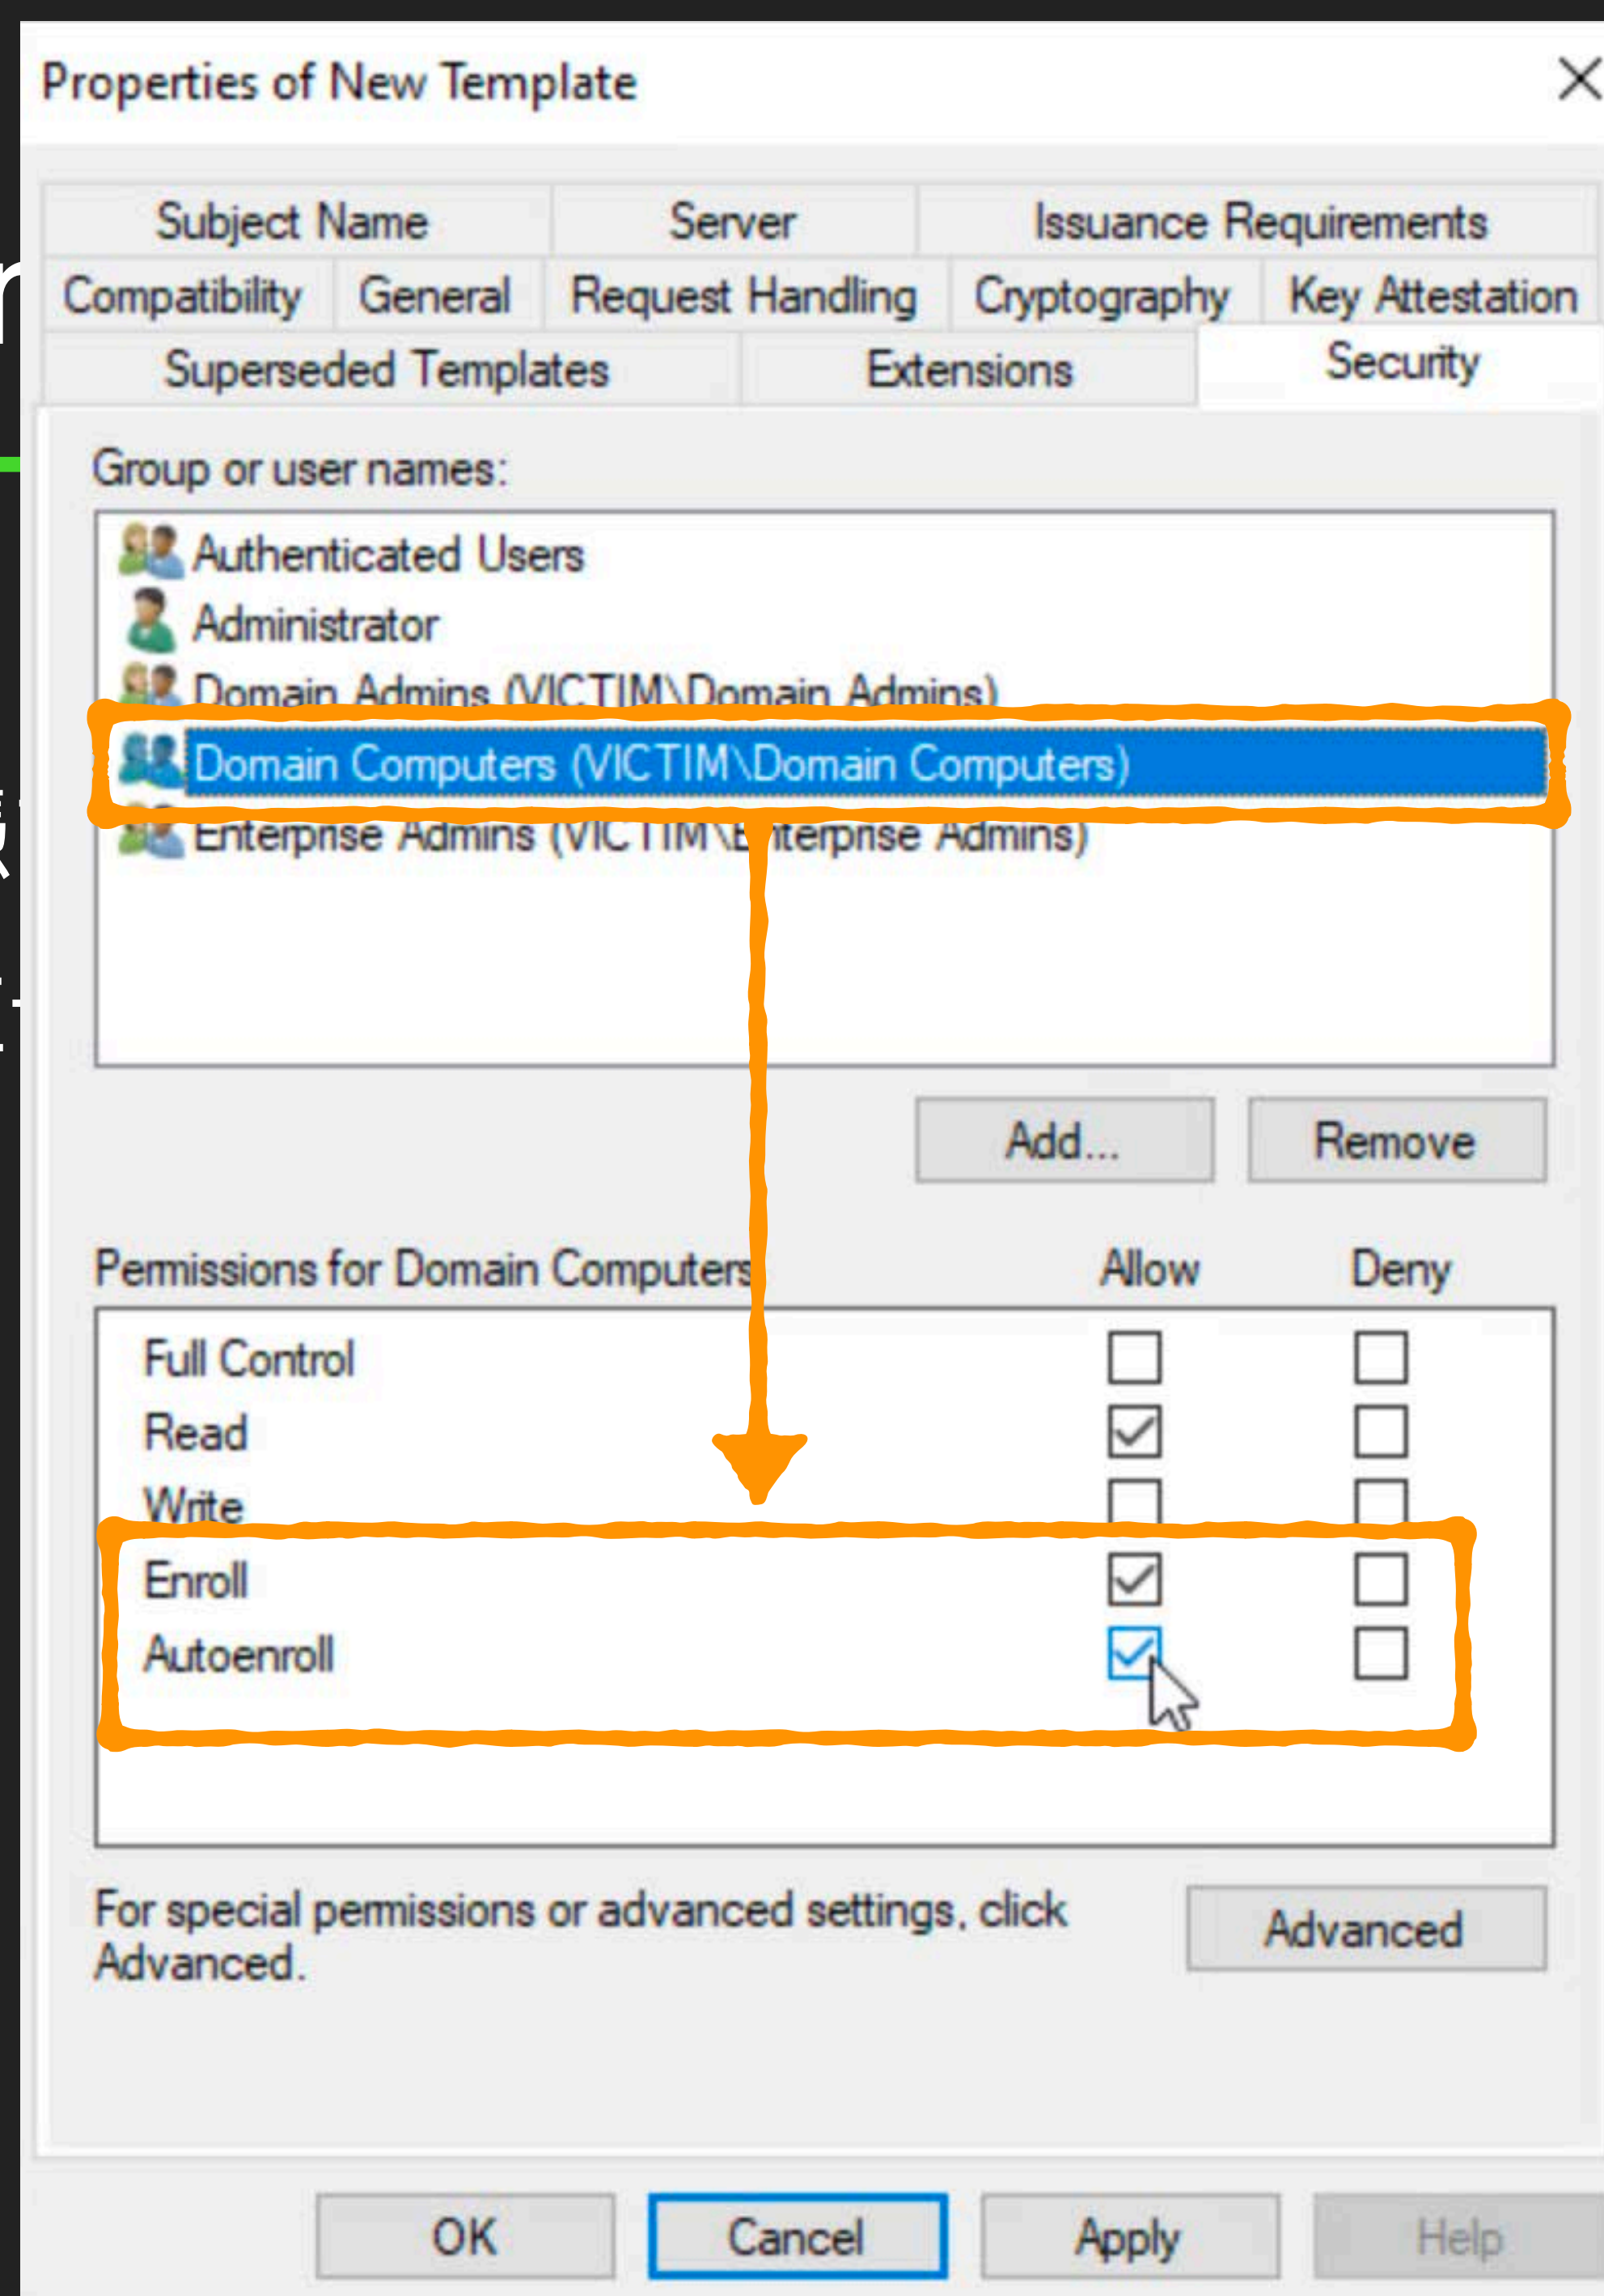 Properties of New Template
Subject Name Server Issuance Requirements
Compatibility General Request Handling Cryptography Key Attestation
Superseded Templates Extensions Security
Group or user names:
Authenticated Users
Administrator
Domain Admins (VICTIM\Domain Admins)
Domain Computers (VICTIM\Domain Computers)
Enterprise Admins (VICTIM\Enterprise Admins)
Add... Remove
Permissions for Domain Computers Allow Deny
Full Control
Read
Write
Enroll
Autoenroll
For special permissions or advanced settings, click
Advanced.
Advanced
OK Cancel Apply Help